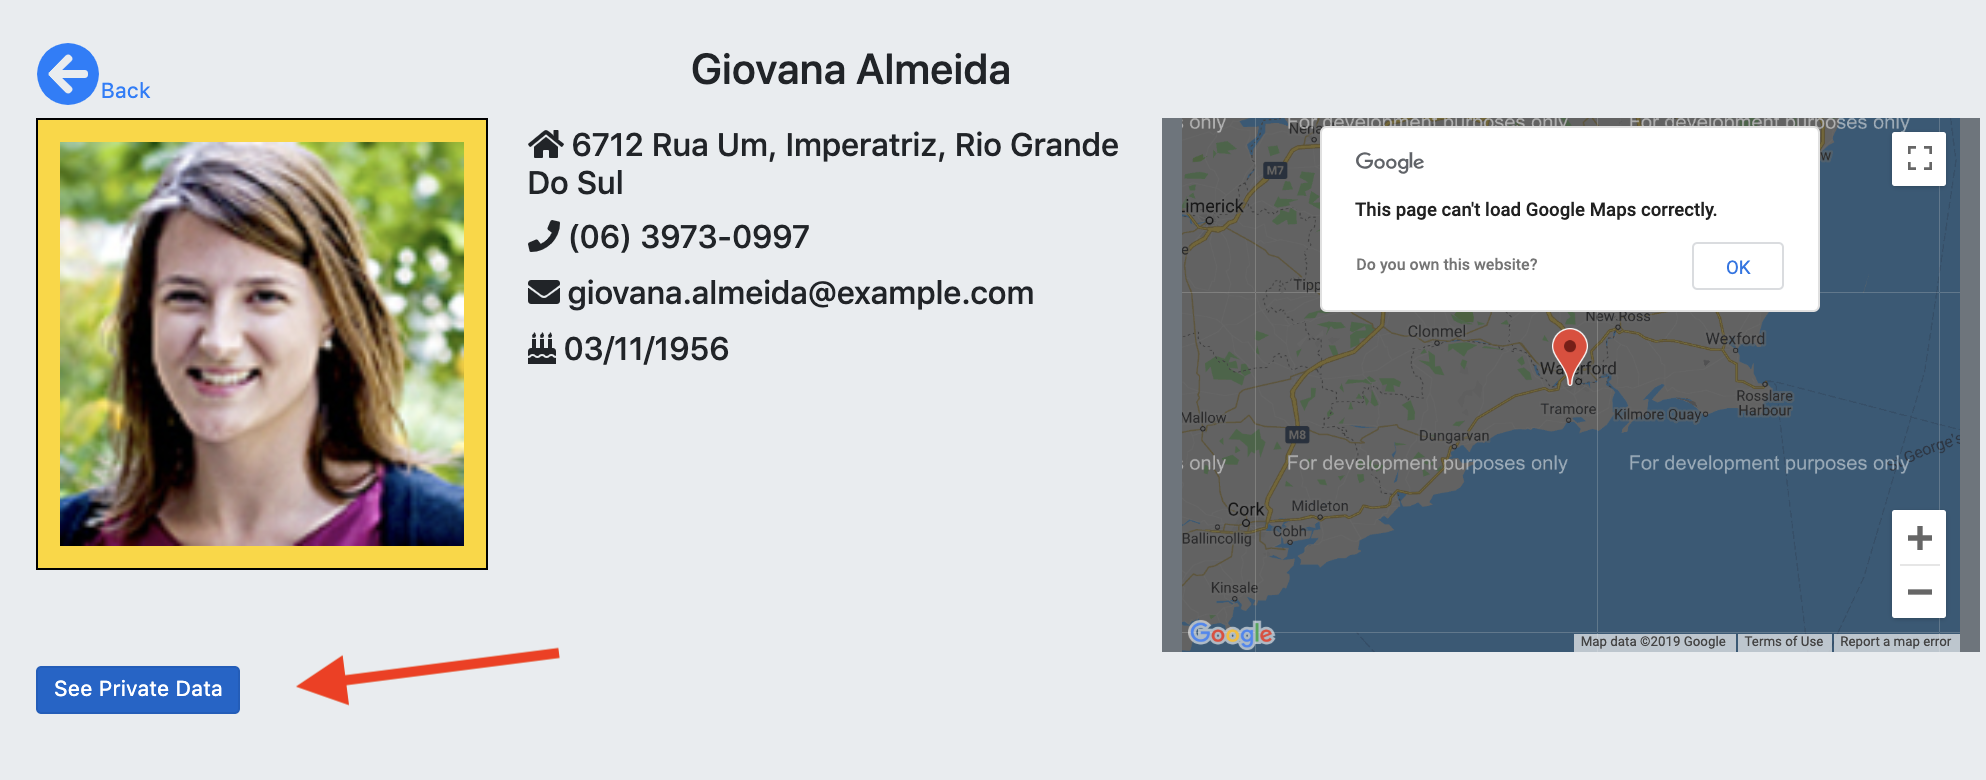 Back
Giovana Almeida
6712 Rua Um, Imperatriz, Rio Grande
Do Sul
(06) 3973-0997
giovana.almeida@example.com
03/11/1956
See Private Data
only
For development purposes only
For development purposes only
M7
Limerick
Google
This page can't load Google Maps correctly.
Do you own this website?
OK
Tipp
New Ross
Clonmel
Wexford
Waterford
Rosslare
Harbour
Tramore
Kilmore Quay
Mallow
M8
Dungarvan
only
For development purposes only
For development purposes only
George's
Cork
Midleton
Ballincollig
Cobh
Kinsale
Google
Map data ©2019 Google
Terms of Use
Report a map error